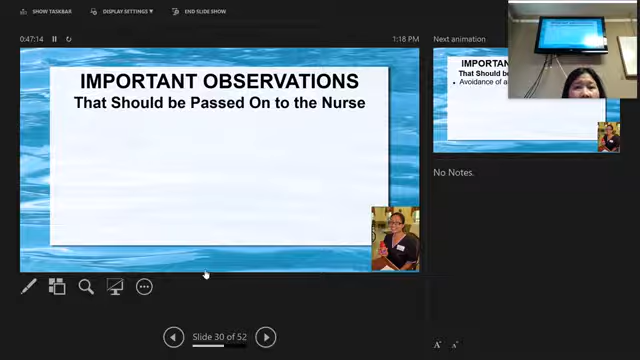 SHOW TASKBAR
DISPLAY SETTINGS ▾
END SLIDE SHOW
0:47:14
1:18 PM
Next animation
IMPORTANT OBSERVATIONS
That Should be Passed On to the Nurse
IMPORTAN
That Should b
• Avoidance of a
No Notes.
Slide 30 of 52
A
A